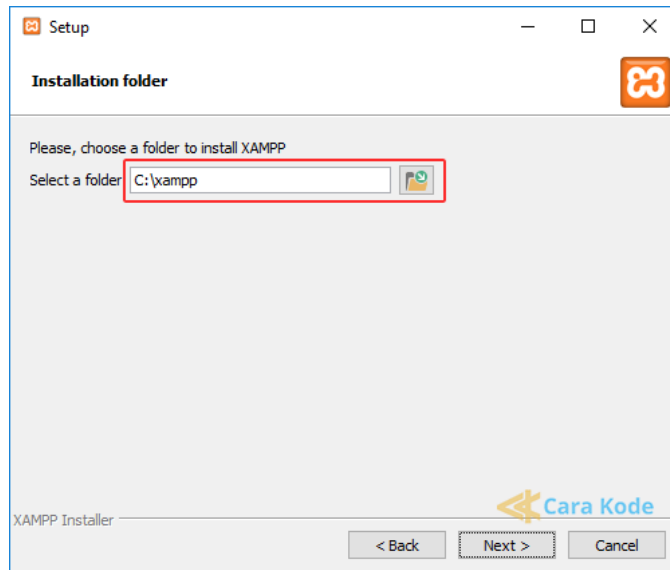 Setup
Installation folder
Please, choose a folder to install XAMPP
Select a folder C:\xampp
Cara Kode
XAMPP Installer
< Back Next > Cancel